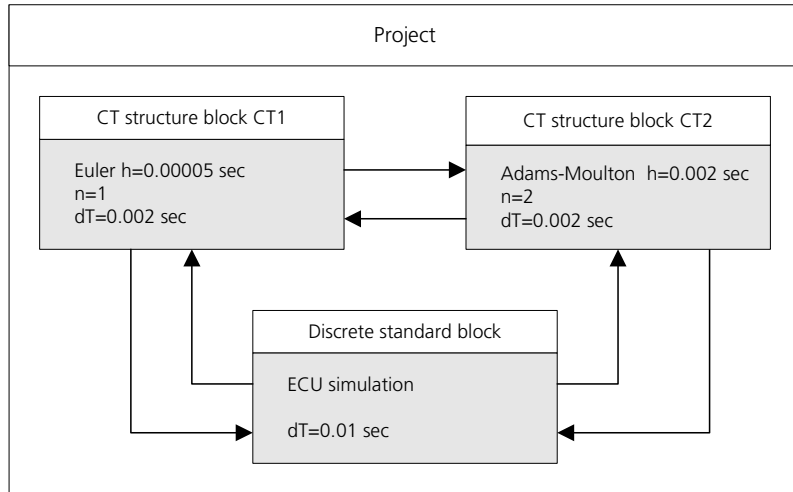 Project
CT structure block CT1
Euler h=0.00005 sec
n=1
dT=0.002 sec
CT structure block CT2
Adams-Moulton h=0.002 sec
n=2
dT=0.002 sec
Discrete standard block
ECU simulation
dT=0.01 sec